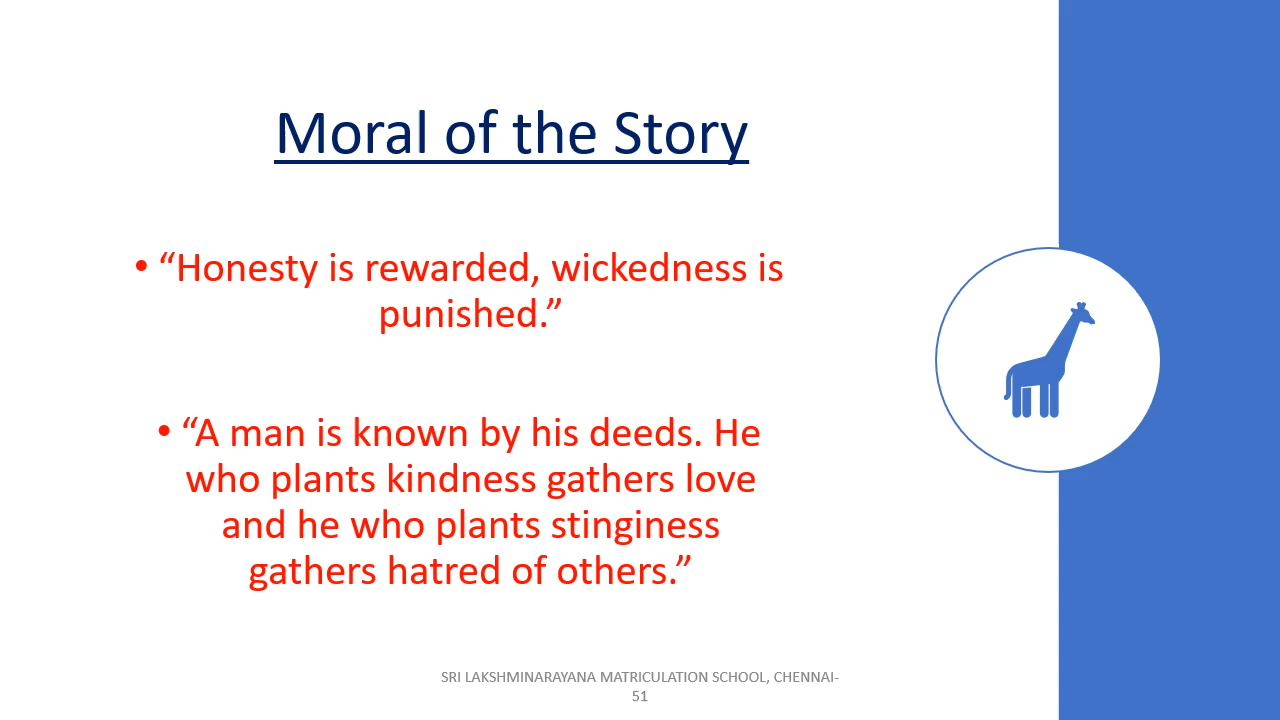 Moral of the Story
• “Honesty is rewarded, wickedness is
punished.”
• “A man is known by his deeds. He
who plants kindness gathers love
and he who plants stinginess
gathers hatred of others.”
SRI LAKSHMINARAYANA MATRICULATION SCHOOL, CHENNAI-
51